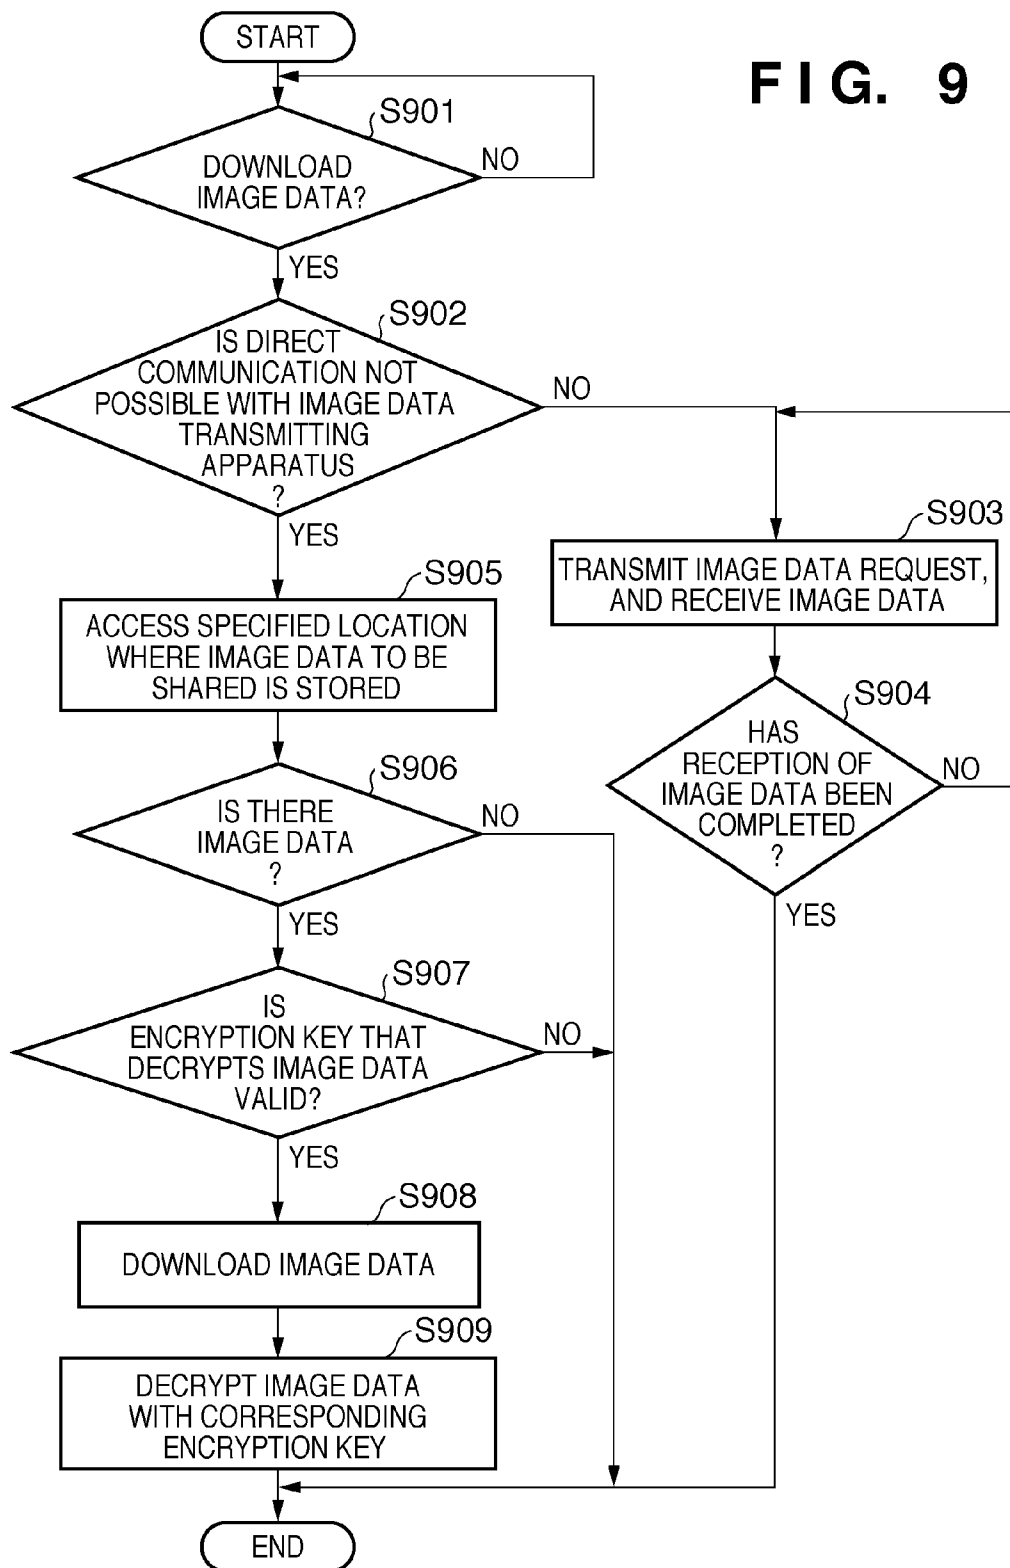 START
FIG. 9
S901
DOWNLOAD
IMAGE DATA?
NO
YES
S902
IS DIRECT
COMMUNICATION NOT
POSSIBLE WITH IMAGE DATA
TRANSMITTING
APPARATUS
?
NO
YES
S903
TRANSMIT IMAGE DATA REQUEST,
AND RECEIVE IMAGE DATA
S904
HAS
RECEPTION OF
IMAGE DATA BEEN
COMPLETED
?
NO
YES
S905
ACCESS SPECIFIED LOCATION
WHERE IMAGE DATA TO BE
SHARED IS STORED
S906
IS THERE
IMAGE DATA
?
NO
YES
S907
IS
ENCRYPTION KEY THAT
DECRYPTS IMAGE DATA
VALID?
NO
YES
S908
DOWNLOAD IMAGE DATA
S909
DECRYPT IMAGE DATA
WITH CORRESPONDING
ENCRYPTION KEY
END